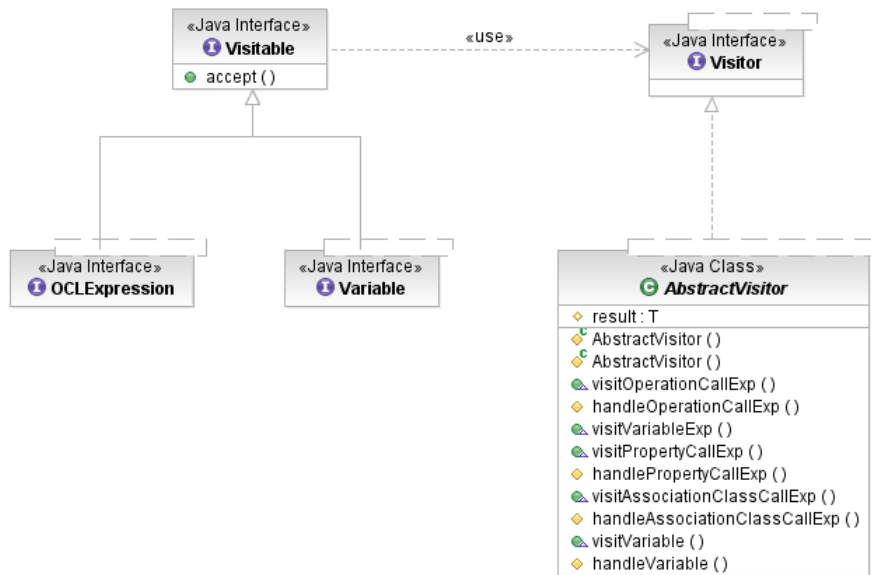 «Java Interface»
Visitable
accept ( )
«use»
«Java Interface»
Visitor
«Java Interface»
OCLExpression
«Java Interface»
Variable
«Java Class»
AbstractVisitor
result : T
AbstractVisitor ( )
AbstractVisitor ( )
visitOperationCallExp ( )
handleOperationCallExp ( )
visitVariableExp ( )
visitPropertyCallExp ( )
handlePropertyCallExp ( )
visitAssociationClassCallExp ( )
handleAssociationClassCallExp ( )
visitVariable ( )
handleVariable ( )